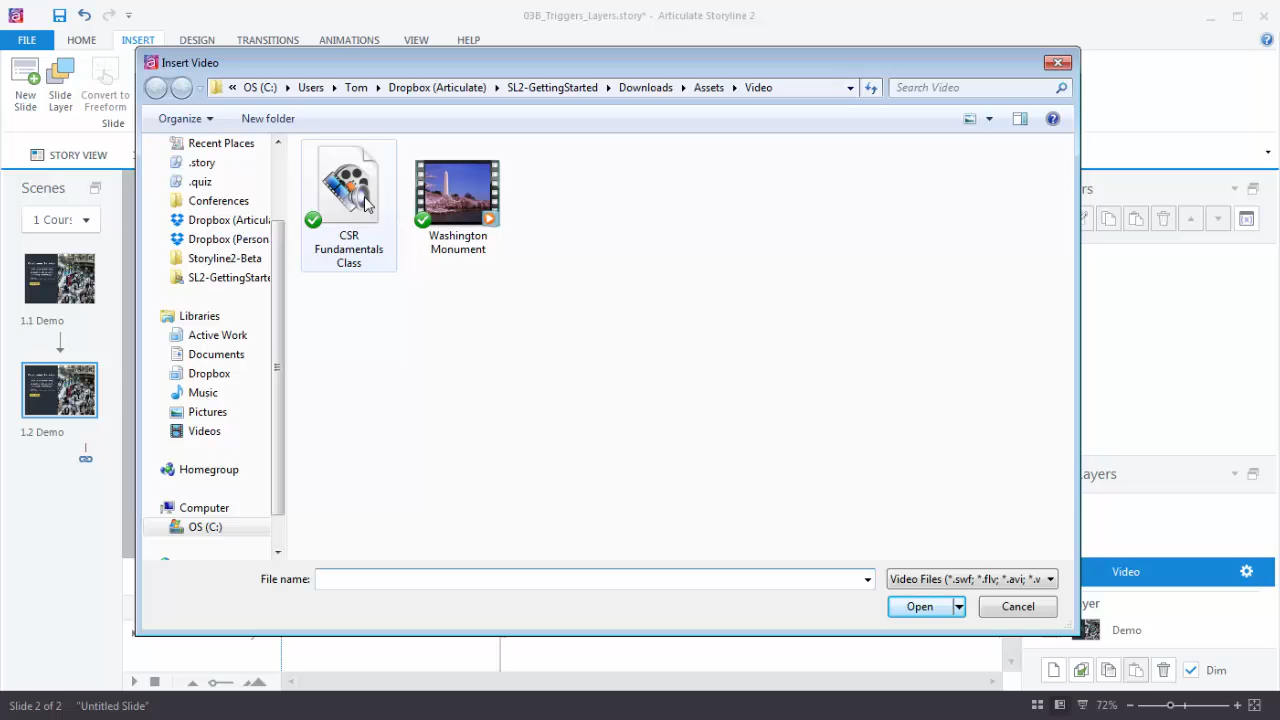 03B_Triggers_Layers.story* - Articulate Storyline 2
FILE HOME INSERT DESIGN TRANSITIONS ANIMATIONS VIEW HELP
New Slide
Slide Layer
Convert to Freeform
Slide
STORY VIEW
Scenes
1 Cours
1.1 Demo
1.2 Demo
Insert Video
« OS (C:) Users Tom Dropbox (Articulate) SL2-GettingStarted Downloads Assets Video
Search Video
Organize New folder
Recent Places
.story
.quiz
Conferences
Dropbox (Articul
Dropbox (Person
Storyline2-Beta
SL2-GettingStarte
Libraries
Active Work
Documents
Dropbox
Music
Pictures
Videos
Homegroup
Computer
OS (C:)
CSR
Fundamentals
Class
Washington
Monument
File name:
Video Files (*.swf; *.flv; *.avi; *.v
Open
Cancel
rs
ayers
Video
yer
Demo
Dim
Slide 2 of 2 "Untitled Slide"
72%